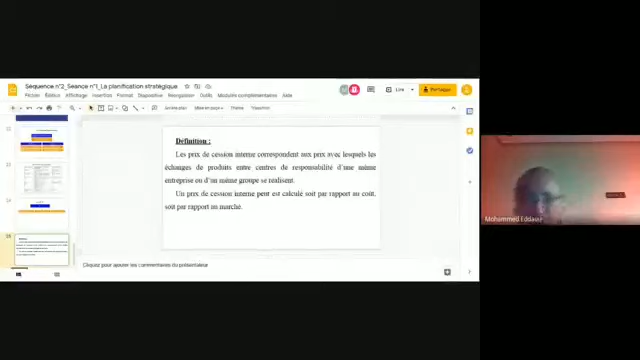 Séquence n°2_Séance n°1_La planification stratégique
Fichier Édition Affichage Insertion Format Diapositive Réorganiser Outils Modules complémentaires Aide
Lire
Partager
Arrière-plan Mise en page Thème Transition
Définition :
Les prix de cession interne correspondent aux prix avec lesquels les
échanges de produits entre centres de responsabilité d'une même
entreprise ou d'un même groupe se réalisent.
Un prix de cession interne peut est calculé soit par rapport au coût,
soit par rapport au marché.
Cliquez pour ajouter les commentaires du présentateur
Mohammed Eddaoui